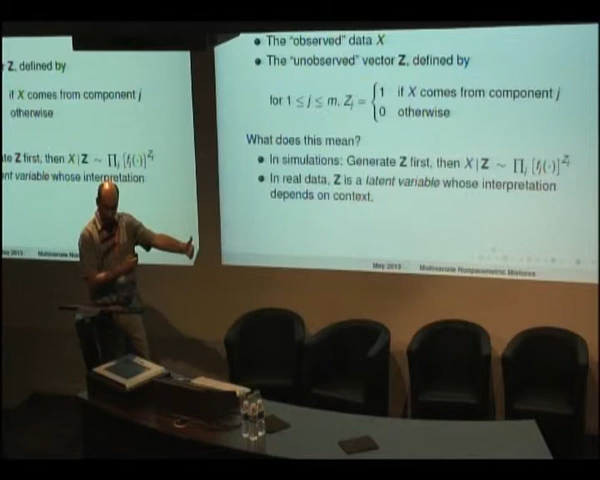 r Z, defined by
if X comes from component j
otherwise
ate Z first, then X | Z ~ ∏j [fj(·)]^Zj
nt variable whose interpretation
May 2013 Multivariate Non
• The "observed" data X
• The "unobserved" vector Z, defined by
for 1 ≤ j ≤ m, Zj = { 1 if X comes from component j
0 otherwise
What does this mean?
• In simulations: Generate Z first, then X | Z ~ ∏j [fj(·)]^Zj
• In real data, Z is a latent variable whose interpretation
depends on context.
May 2013 Multivariate Nonparametric Mixtures